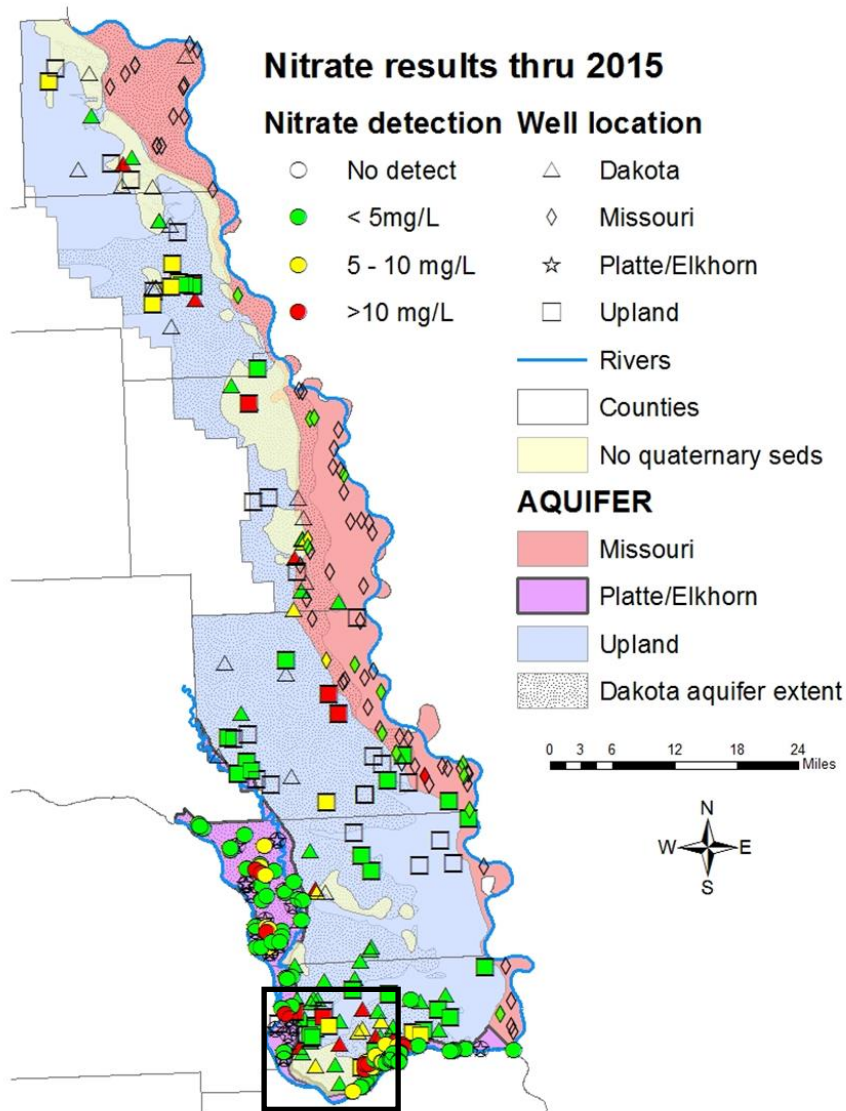 Nitrate results thru 2015
Nitrate detection Well location
No detect Dakota
< 5mg/L Missouri
5 - 10 mg/L Platte/Elkhorn
>10 mg/L Upland
Rivers
Counties
No quaternary seds
AQUIFER
Missouri
Platte/Elkhorn
Upland
Dakota aquifer extent
0 3 6 12 18 24
Miles
N
W E
S